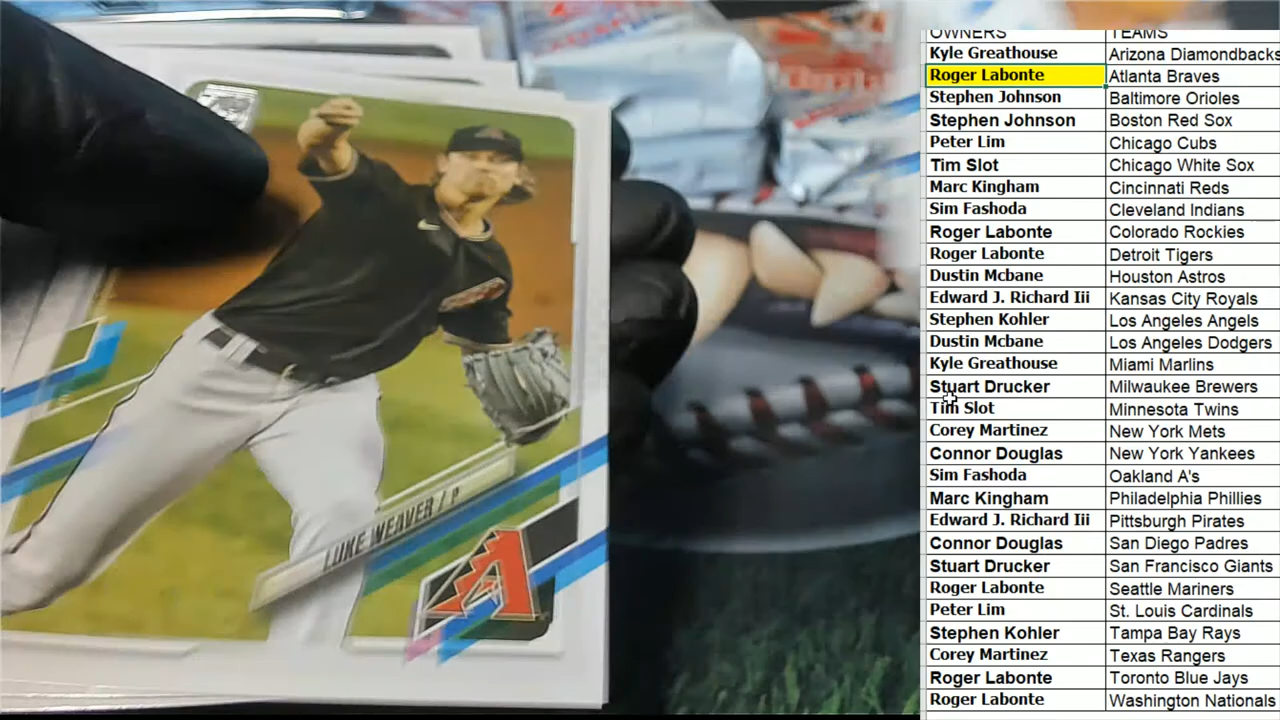 OWNERS TEAMS
Kyle Greathouse Arizona Diamondbacks
Roger Labonte Atlanta Braves
Stephen Johnson Baltimore Orioles
Stephen Johnson Boston Red Sox
Peter Lim Chicago Cubs
Tim Slot Chicago White Sox
Marc Kingham Cincinnati Reds
Sim Fashoda Cleveland Indians
Roger Labonte Colorado Rockies
Roger Labonte Detroit Tigers
Dustin Mcbane Houston Astros
Edward J. Richard Iii Kansas City Royals
Stephen Kohler Los Angeles Angels
Dustin Mcbane Los Angeles Dodgers
Kyle Greathouse Miami Marlins
Stuart Drucker Milwaukee Brewers
Tim Slot Minnesota Twins
Corey Martinez New York Mets
Connor Douglas New York Yankees
Sim Fashoda Oakland A's
Marc Kingham Philadelphia Phillies
Edward J. Richard Iii Pittsburgh Pirates
Connor Douglas San Diego Padres
Stuart Drucker San Francisco Giants
Roger Labonte Seattle Mariners
Peter Lim St. Louis Cardinals
Stephen Kohler Tampa Bay Rays
Corey Martinez Texas Rangers
Roger Labonte Toronto Blue Jays
Roger Labonte Washington Nationals
LUKE WEAVER / P
A